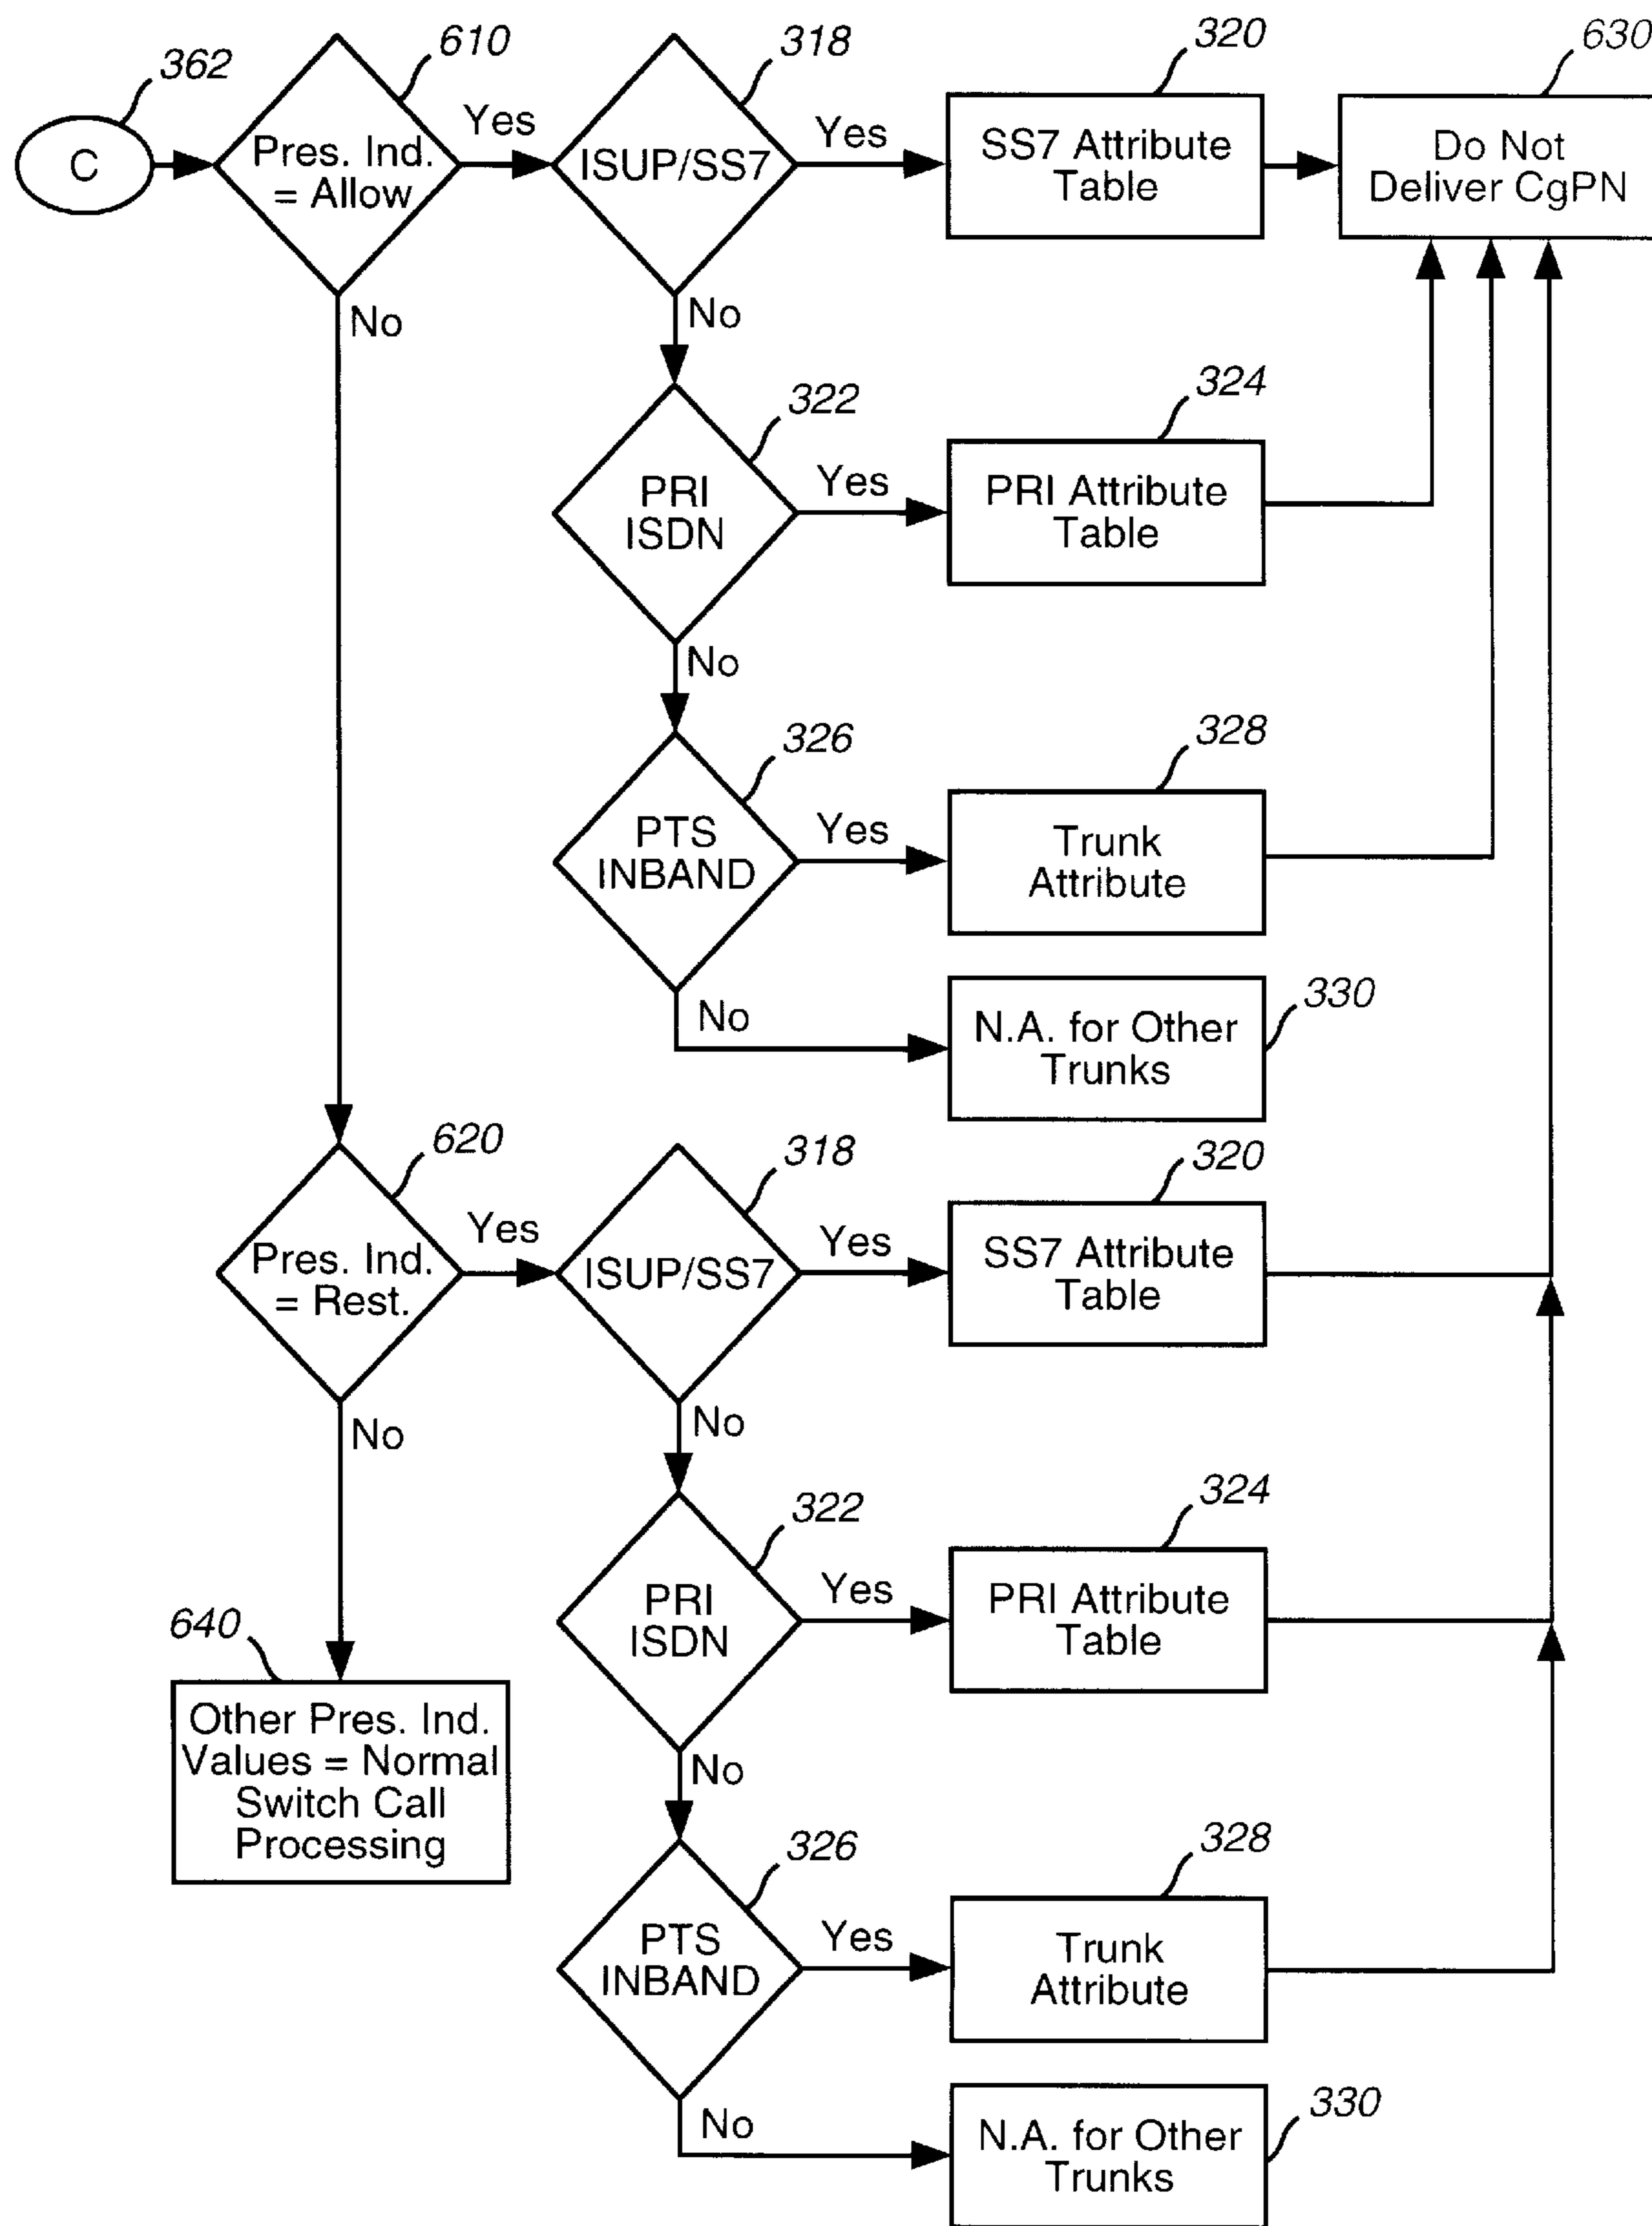 362
610
318
320
630
C
Pres. Ind.
= Allow
Yes
ISUP/SS7
Yes
SS7 Attribute
Table
Do Not
Deliver CgPN
No
No
322
324
PRI
ISDN
Yes
PRI Attribute
Table
No
326
328
PTS
INBAND
Yes
Trunk
Attribute
No
330
N.A. for Other
Trunks
620
318
320
Pres. Ind.
= Rest.
Yes
ISUP/SS7
Yes
SS7 Attribute
Table
No
No
322
324
PRI
ISDN
Yes
PRI Attribute
Table
640
Other Pres. Ind.
Values = Normal
Switch Call
Processing
No
326
328
PTS
INBAND
Yes
Trunk
Attribute
No
330
N.A. for Other
Trunks